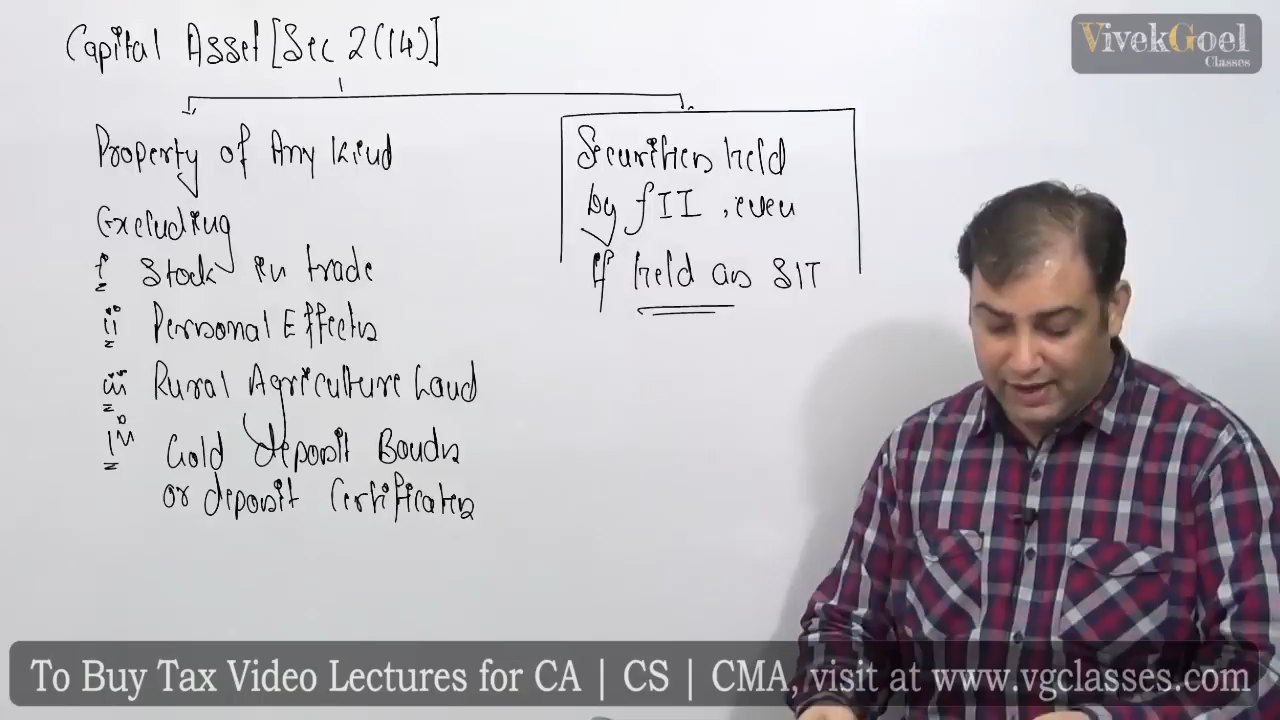 Capital Asset [Sec 2(14)]
Property of Any kind
Excluding
i Stock in trade
ii Personal Effects
iii Rural Agriculture Land
iv Gold deposit Bonds
or deposit Certificates
Securities held
by FII, even
if held as SIT
VivekGoel
Classes
To Buy Tax Video Lectures for CA | CS | CMA, visit at www.vgclasses.com